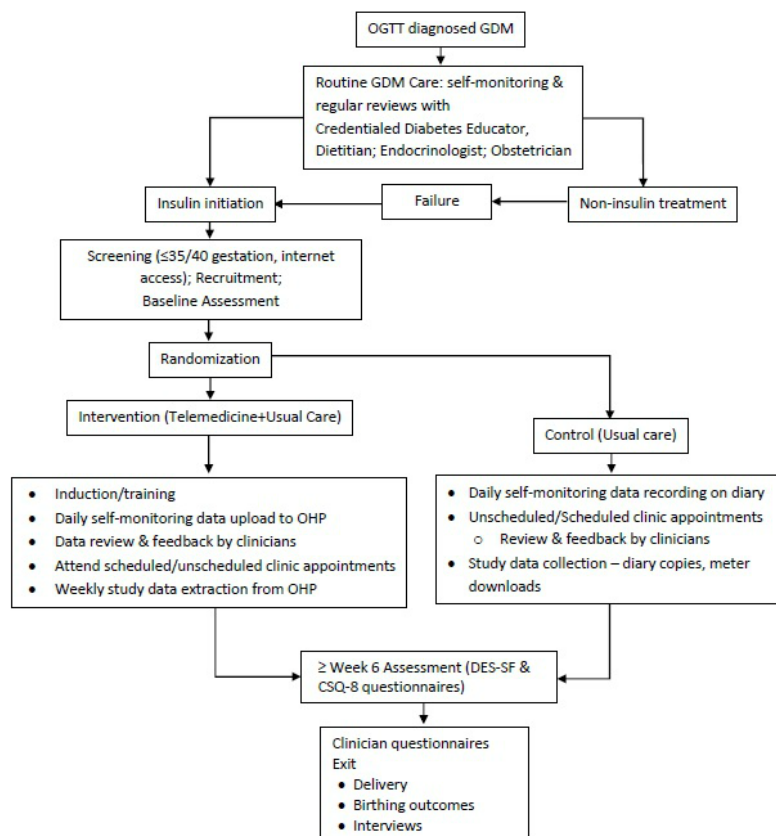 OGTT diagnosed GDM
Routine GDM Care: self-monitoring &
regular reviews with
Credentialed Diabetes Educator,
Dietitian; Endocrinologist; Obstetrician
Insulin initiation
Failure
Non-insulin treatment
Screening (≤35/40 gestation, internet
access); Recruitment;
Baseline Assessment
Randomization
Intervention (Telemedicine+Usual Care)
Control (Usual care)
• Induction/training
• Daily self-monitoring data upload to OHP
• Data review & feedback by clinicians
• Attend scheduled/unscheduled clinic appointments
• Weekly study data extraction from OHP
• Daily self-monitoring data recording on diary
• Unscheduled/Scheduled clinic appointments
o Review & feedback by clinicians
• Study data collection – diary copies, meter
downloads
≥ Week 6 Assessment (DES-SF &
CSQ-8 questionnaires)
Clinician questionnaires
Exit
• Delivery
• Birthing outcomes
• Interviews